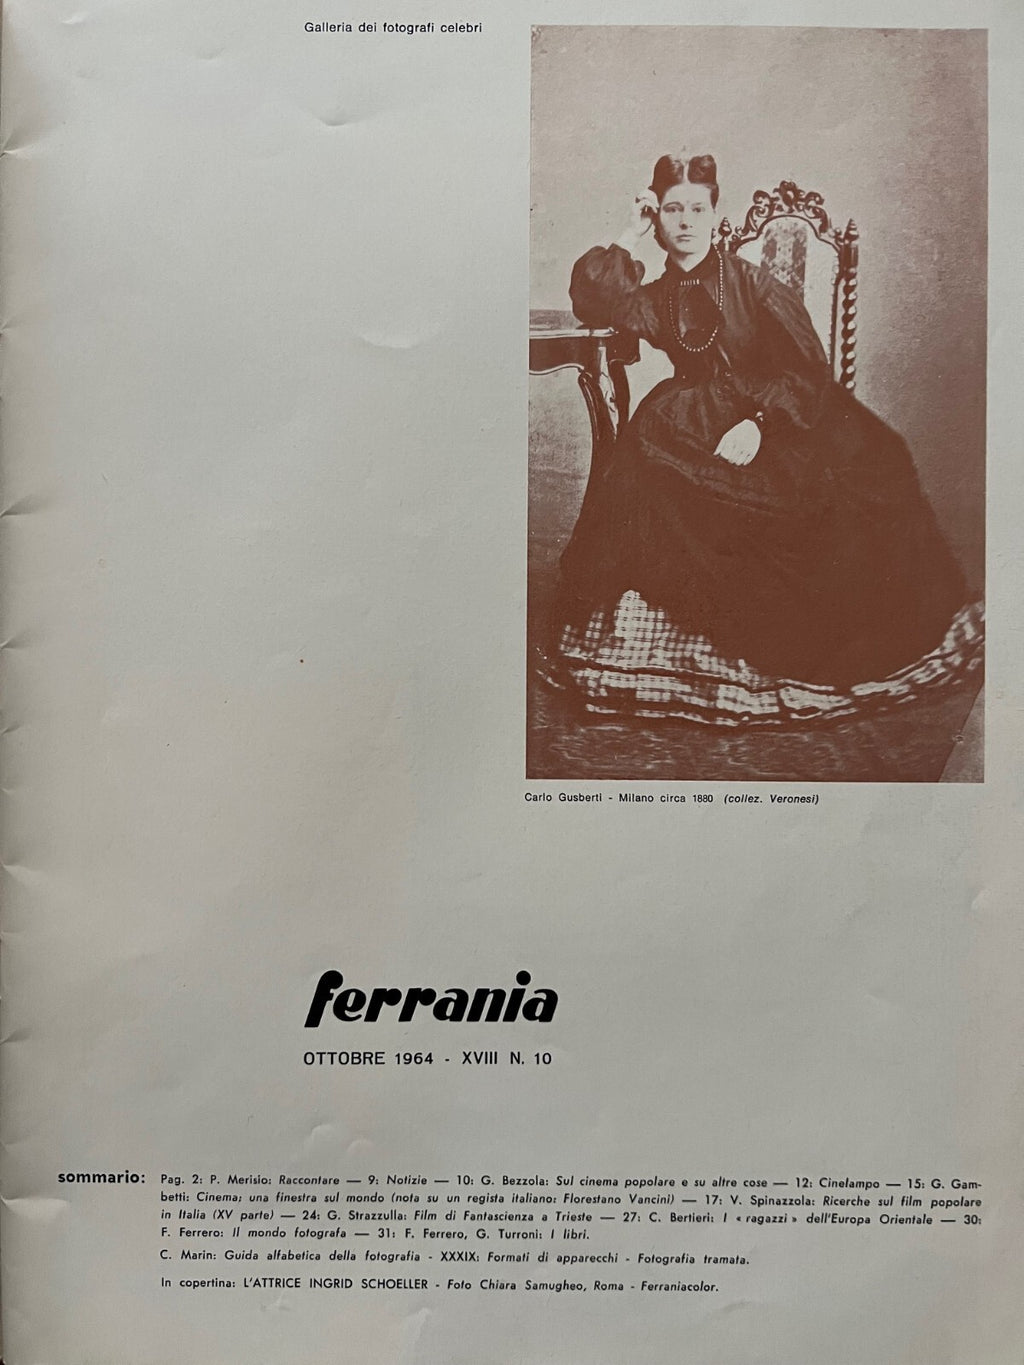 Galleria dei fotografi celebri
Carlo Gusberti - Milano circa 1880 (collez. Veronesi)
ferrania
OTTOBRE 1964 - XVIII N. 10
sommario: Pag. 2: P. Merisio: Raccontare — 9: Notizie — 10: G. Bezzola: Sul cinema popolare e su altre cose — 12: Cinelampo — 15: G. Gam-
betti: Cinema; una finestra sul mondo (nota su un regista italiano: Florestano Vancini) — 17: V. Spinazzola: Ricerche sul film popolare
in Italia (XV parte) — 24: G. Strazzulla: Film di Fantascienza a Trieste — 27: C. Bertieri: I « ragazzi » dell'Europa Orientale — 30:
F. Ferrero: Il mondo fotografa — 31: F. Ferrero, G. Turroni: I libri.
C. Marin: Guida alfabetica della fotografia - XXXIX: Formati di apparecchi - Fotografia tramata.
In copertina: L'ATTRICE INGRID SCHOELLER - Foto Chiara Samugheo, Roma - Ferraniacolor.